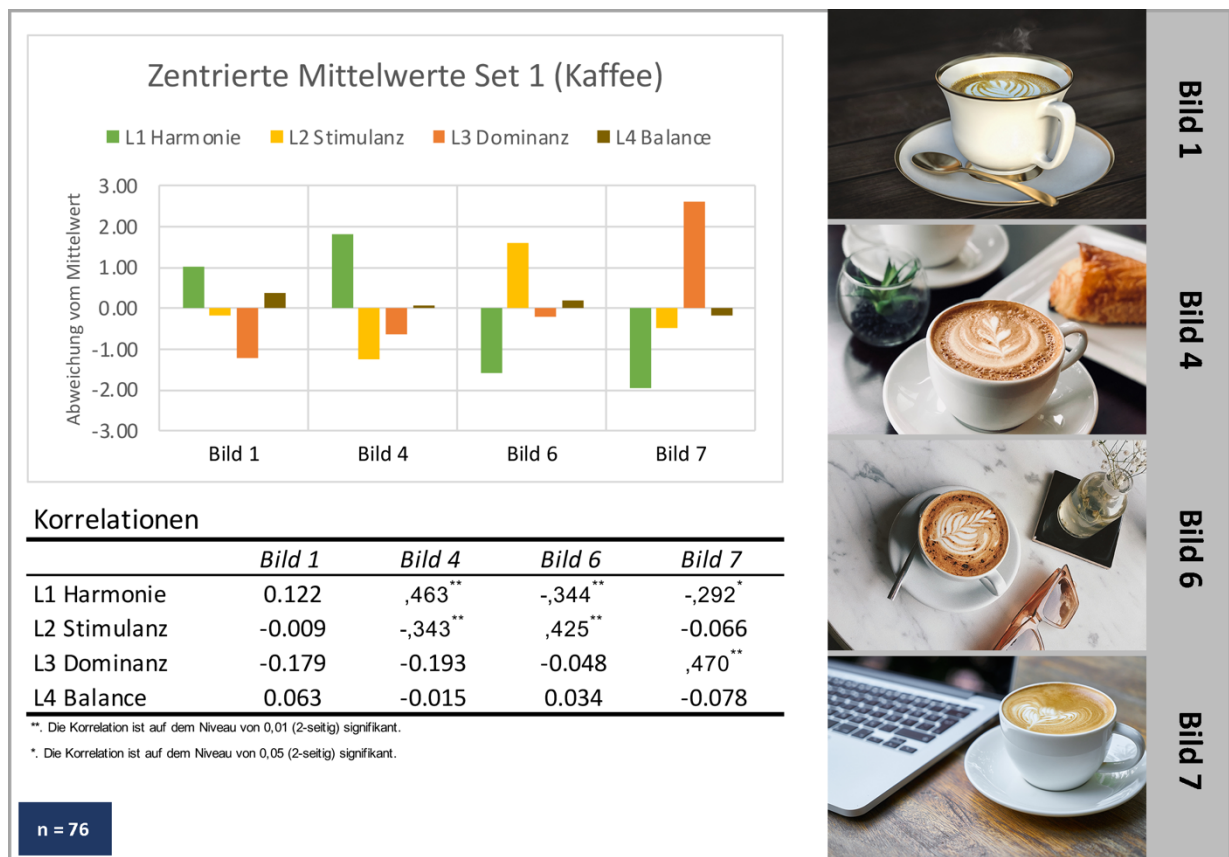 Zentrierte Mittelwerte Set 1 (Kaffee)
L1 Harmonie L2 Stimulanz L3 Dominanz L4 Balance
Abweichung vom Mittelwert
3.00
2.00
1.00
0.00
-1.00
-2.00
-3.00
Bild 1 Bild 4 Bild 6 Bild 7
Korrelationen
Bild 1 Bild 4 Bild 6 Bild 7
L1 Harmonie 0.122 ,463** -,344** -,292*
L2 Stimulanz -0.009 -,343** ,425** -0.066
L3 Dominanz -0.179 -0.193 -0.048 ,470**
L4 Balance 0.063 -0.015 0.034 -0.078
**. Die Korrelation ist auf dem Niveau von 0,01 (2-seitig) signifikant.
*. Die Korrelation ist auf dem Niveau von 0,05 (2-seitig) signifikant.
n = 76
Bild 1
Bild 4
Bild 6
Bild 7